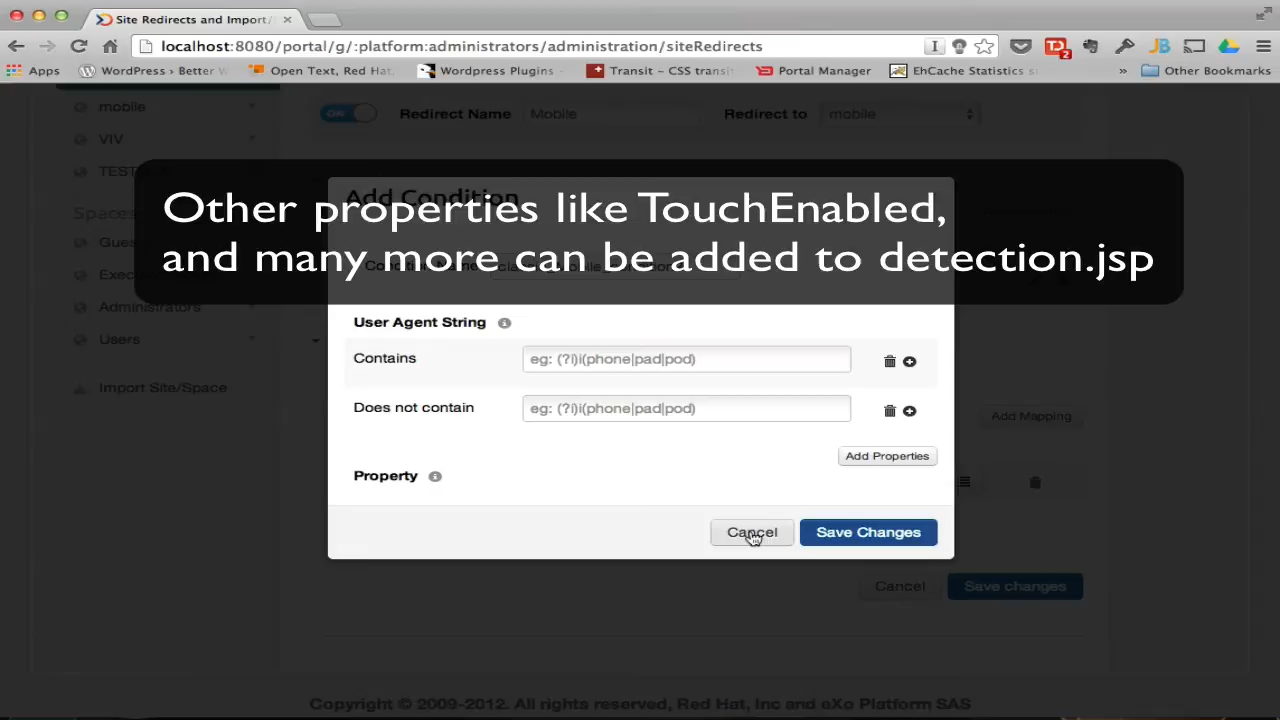 Site Redirects and Import/
localhost:8080/portal/g/:platform:administrators/administration/siteRedirects
Apps
WordPress › Better W
Open Text, Red Hat,
Wordpress Plugins
Transit - CSS transit
Portal Manager
EhCache Statistics
»
Other Bookmarks
mobile
ON
Redirect Name
Mobile
Redirect to
mobile
VIV
TEST
Add Condition
Other properties like TouchEnabled,
and many more can be added to detection.jsp
Spaces
Condition Name
Administrators
Users
Import Site/Space
User Agent String
Contains
eg: (?i)i(phone|pad|pod)
Does not contain
eg: (?i)i(phone|pad|pod)
Add Mapping
Add Properties
Property
Cancel
Save Changes
Cancel
Save changes
Copyright © 2009-2012. All rights reserved, Red Hat, Inc and eXo Platform SAS